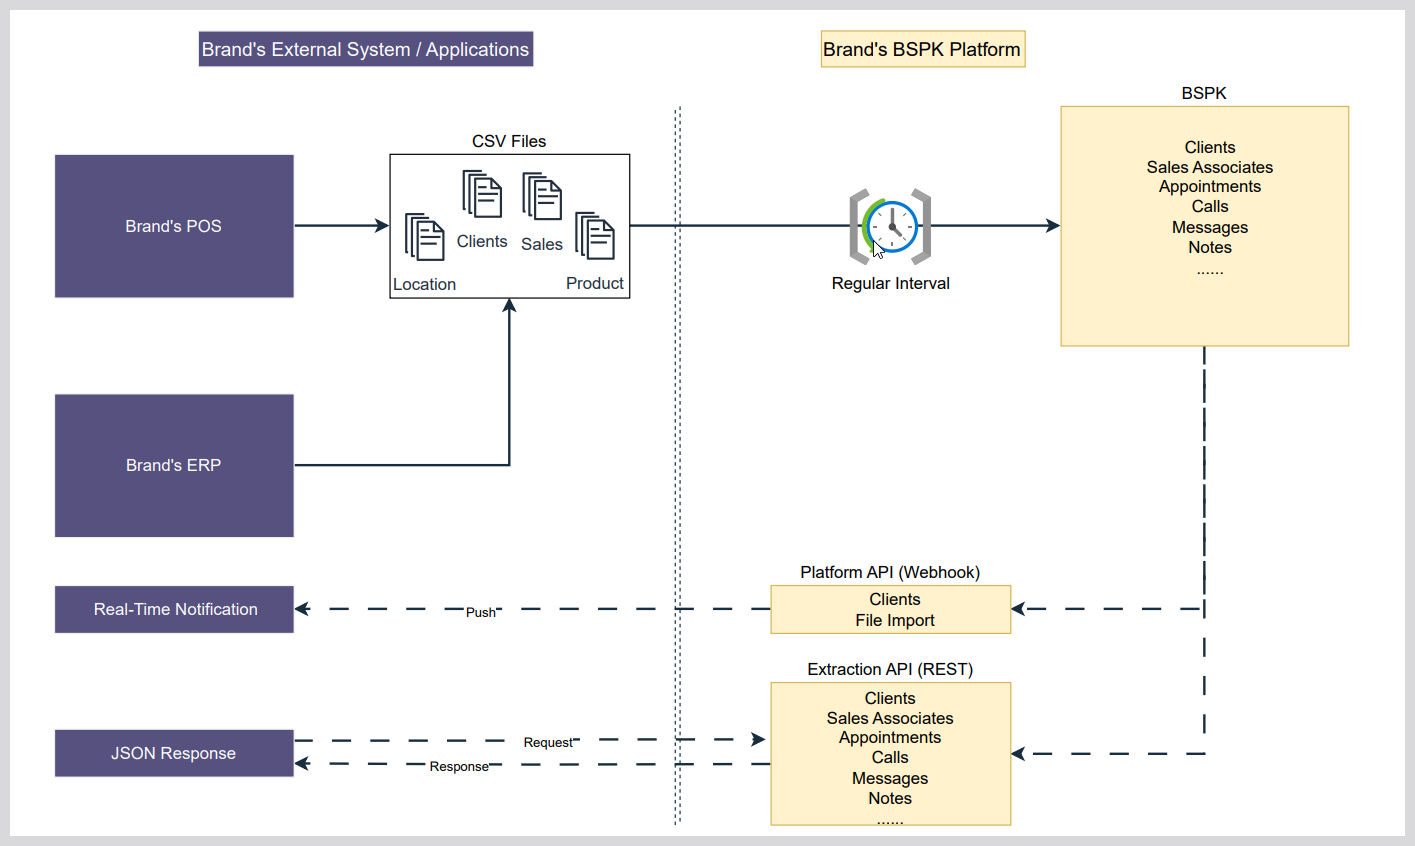 Brand's External System / Applications
Brand's BSPK Platform
BSPK
Clients
Sales Associates
Appointments
Calls
Messages
Notes
......
CSV Files
Location
Clients
Sales
Product
Brand's POS
Regular Interval
Brand's ERP
Platform API (Webhook)
Clients
File Import
Real-Time Notification
Push
Extraction API (REST)
Clients
Sales Associates
Appointments
Calls
Messages
Notes
......
JSON Response
Request
Response